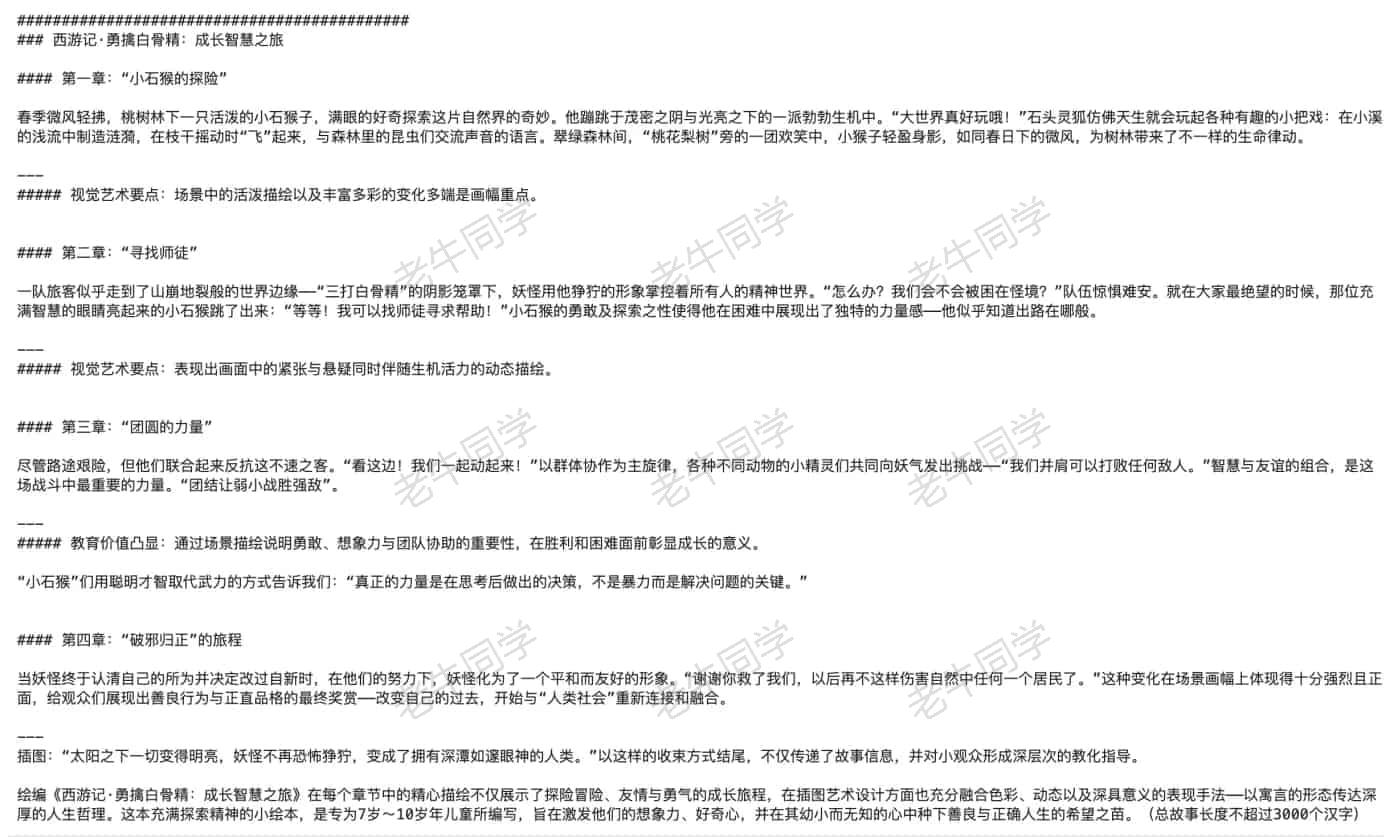 ############################################
### 西游记·勇擒白骨精：成长智慧之旅
#### 第一章：“小石猴的探险”
春季微风轻拂，桃树林下一只活泼的小石猴子，满眼的好奇探索这片自然界的奇妙。他蹦跳于茂密之阴与光亮之下的一派勃勃生机中。“大世界真好玩哦！”石头灵狐仿佛天生就会玩起各种有趣的小把戏：在小溪
的浅流中制造涟漪，在枝干摇动时“飞”起来，与森林里的昆虫们交流声音的语言。翠绿森林间，“桃花梨树”旁的一团欢笑中，小猴子轻盈身影，如同春日下的微风，为树林带来了不一样的生命律动。
---
##### 视觉艺术要点：场景中的活泼描绘以及丰富多彩的变化多端是画幅重点。
#### 第二章：“寻找师徒”
一队旅客似乎走到了山崩地裂般的世界边缘——“三打白骨精”的阴影笼罩下，妖怪用他狰狞的形象掌控着所有人的精神世界。“怎么办？我们会不会被困在怪境？”队伍惊惧难安。就在大家最绝望的时候，那位充
满智慧的眼睛亮起来的小石猴跳了出来：“等等！我可以找师徒寻求帮助！”小石猴的勇敢及探索之性使得他在困难中展现出了独特的力量感——他似乎知道出路在哪般。
---
##### 视觉艺术要点：表现出画面中的紧张与悬疑同时伴随生机活力的动态描绘。
#### 第三章：“团圆的力量”
尽管路途艰险，但他们联合起来反抗这不速之客。“看这边！我们一起动起来！”以群体协作为主旋律，各种不同动物的小精灵们共同向妖气发出挑战——“我们并肩可以打败任何敌人。”智慧与友谊的组合，是这
场战斗中最重要的力量。“团结让弱小战胜强敌”。
---
##### 教育价值凸显：通过场景描绘说明勇敢、想象力与团队协助的重要性，在胜利和困难面前彰显成长的意义。
“小石猴”们用聪明才智取代武力的方式告诉我们：“真正的力量是在思考后做出的决策，不是暴力而是解决问题的关键。”
#### 第四章：“破邪归正”的旅程
当妖怪终于认清自己的所为并决定改过自新时，在他们的努力下，妖怪化为了一个平和而友好的形象。“谢谢你救了我们，以后再不这样伤害自然中任何一个居民了。”这种变化在场景画幅上体现得十分强烈且正
面，给观众们展现出善良行为与正直品格的最终奖赏——改变自己的过去，开始与“人类社会”重新连接和融合。
---
插图：“太阳之下一切变得明亮，妖怪不再恐怖狰狞，变成了拥有深潭如邃眼神的人类。”以这样的收束方式结尾，不仅传递了故事信息，并对小观众形成深层次的教化指导。
绘编《西游记·勇擒白骨精：成长智慧之旅》在每个章节中的精心描绘不仅展示了探险冒险、友情与勇气的成长旅程，在插图艺术设计方面也充分融合色彩、动态以及深具意义的表现手法——以寓言的形态传达深
厚的人生哲理。这本充满探索精神的小绘本，是专为7岁～10岁年儿童所编写，旨在激发他们的想象力、好奇心，并在其幼小而无知的心中种下善良与正确人生的希望之苗。（总故事长度不超过3000个汉字）
老牛同学
老牛同学
老牛同学
老牛同学
老牛同学
老牛同学
老牛同学
老牛同学
老牛同学